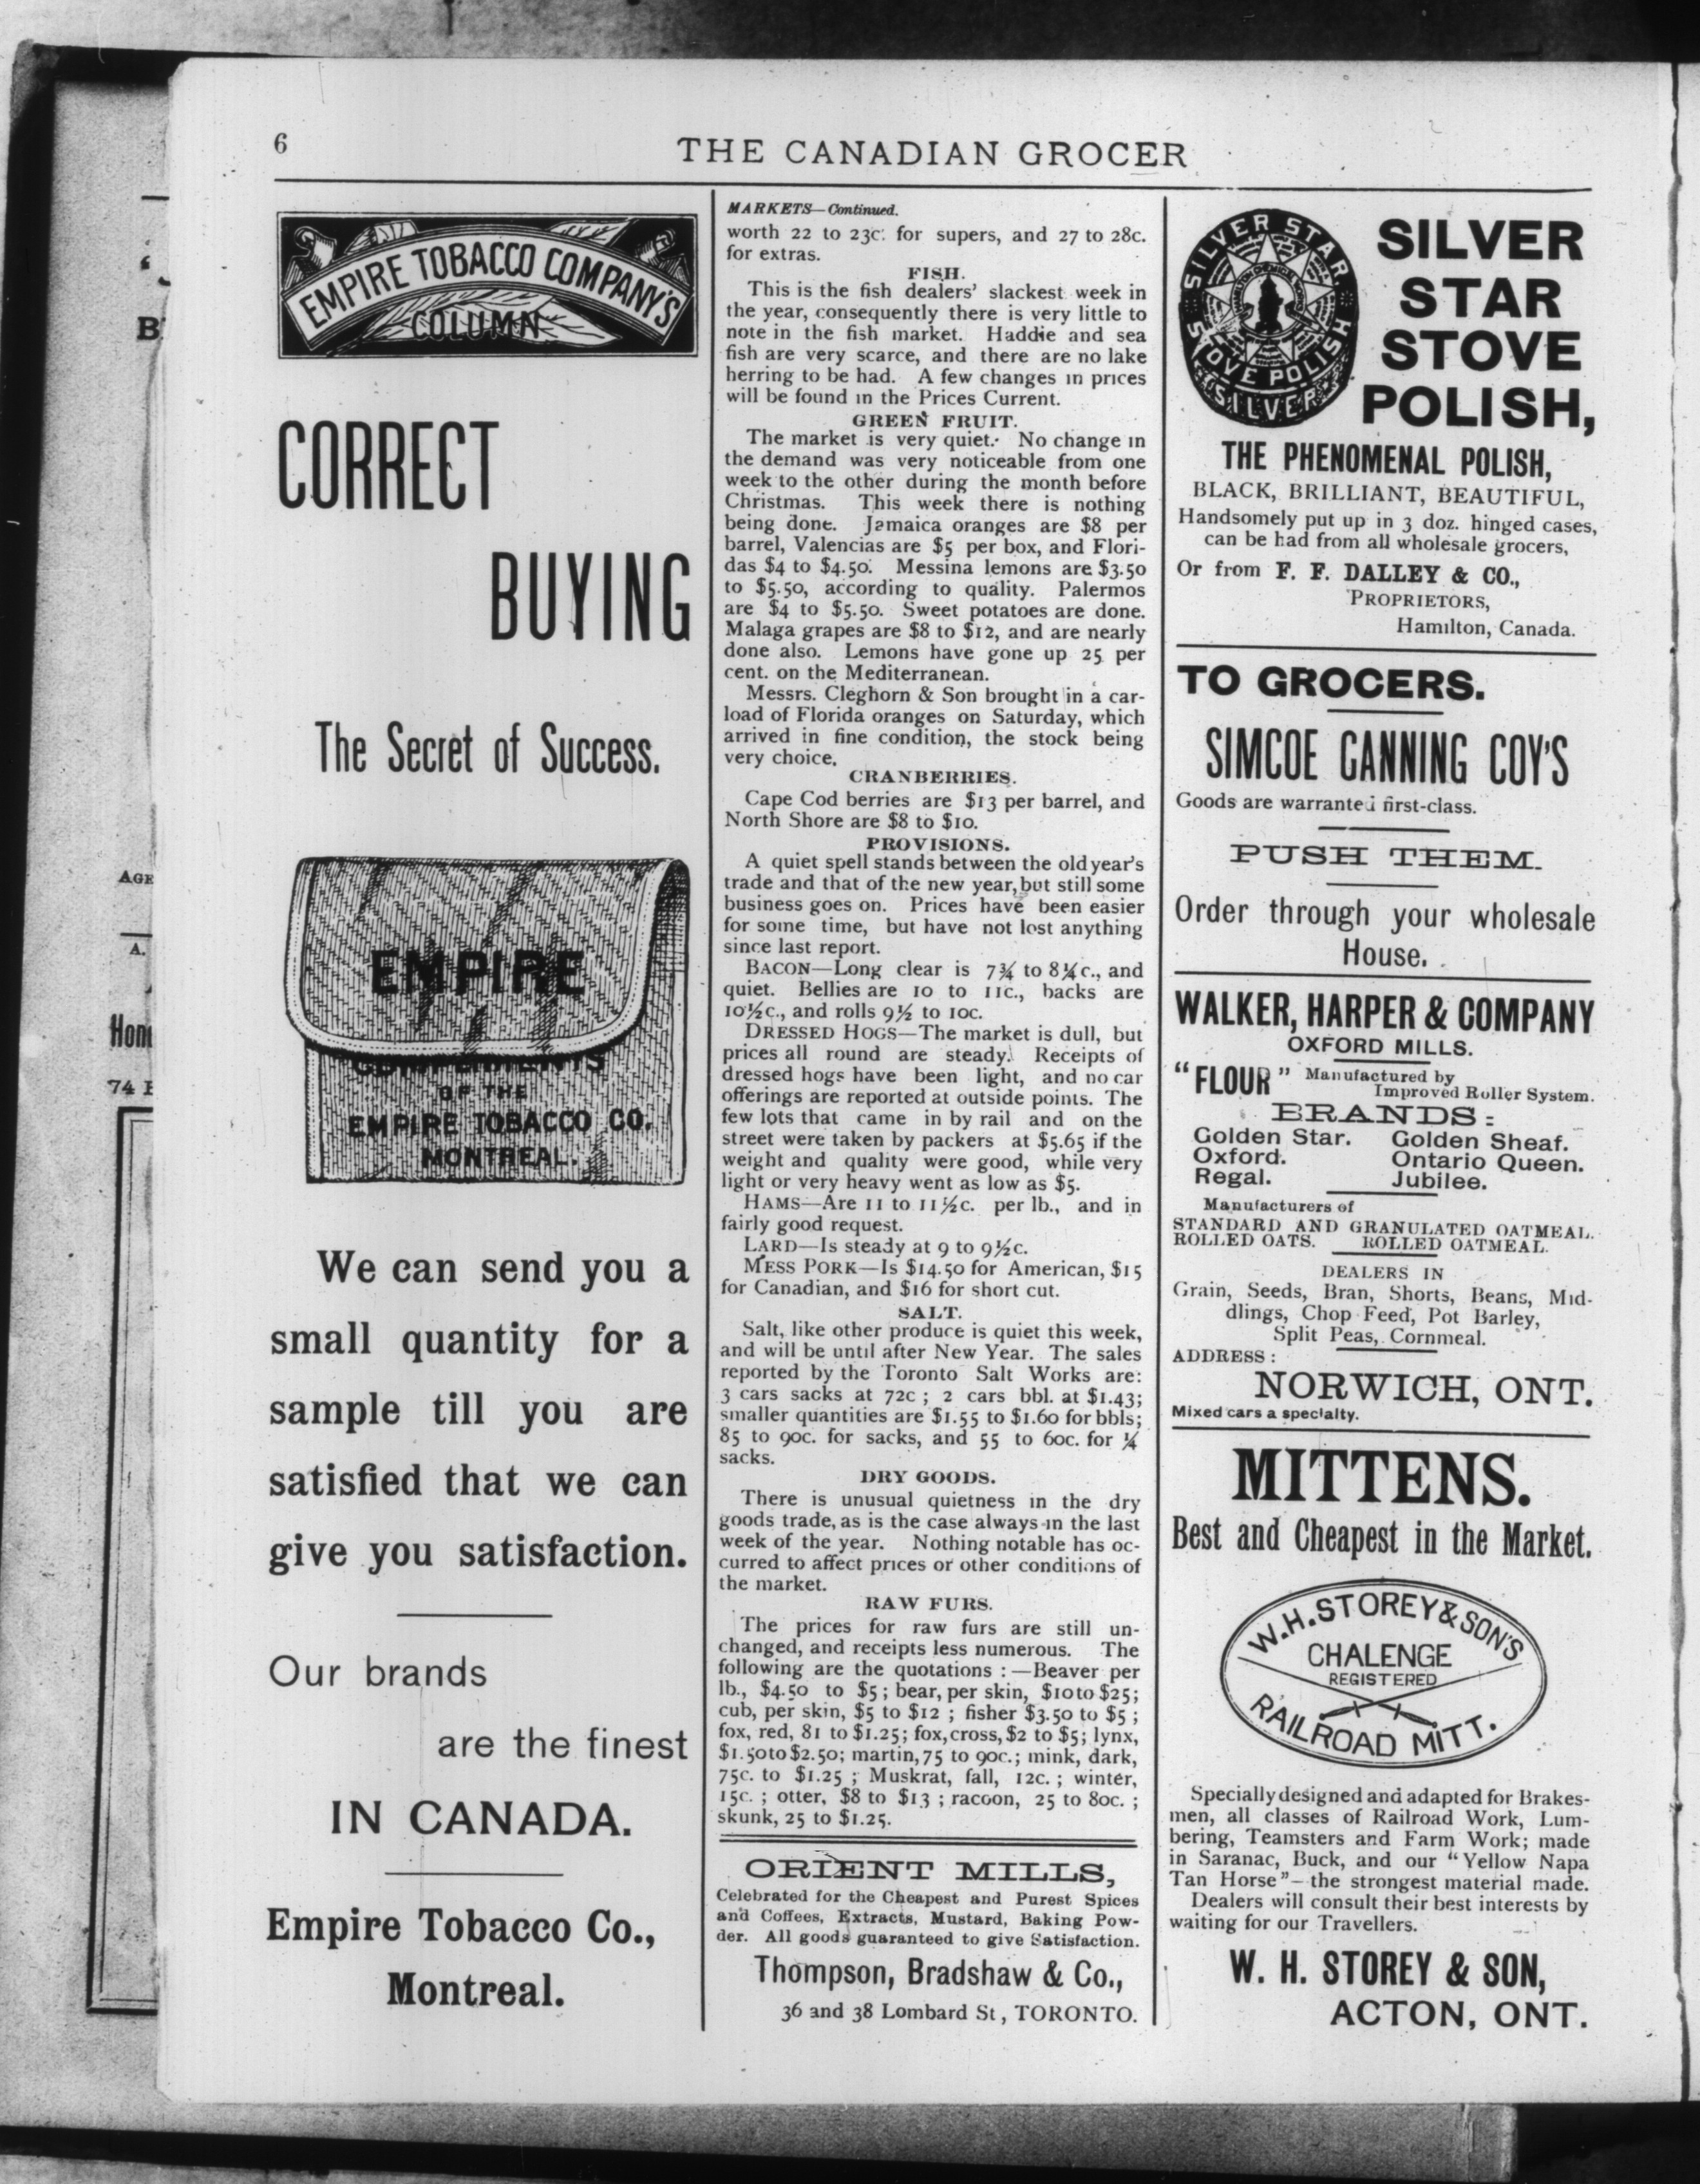 6
THE CANADIAN GROCER
EMPIRE TOBACCO COMPANY'S
COLUMN
CORRECT
BUYING
The Secret of Success.
EMPIRE
COMPLIMENTS
OF THE
EMPIRE TOBACCO CO.
MONTREAL.
We can send you a
small quantity for a
sample till you are
satisfied that we can
give you satisfaction.
Our brands
are the finest
IN CANADA.
Empire Tobacco Co.,
Montreal.
MARKETS—Continued.
worth 22 to 23c. for supers, and 27 to 28c.
for extras.
FISH.
This is the fish dealers' slackest week in
the year, consequently there is very little to
note in the fish market. Haddie and sea
fish are very scarce, and there are no lake
herring to be had. A few changes in prices
will be found in the Prices Current.
GREEN FRUIT.
The market is very quiet. No change in
the demand was very noticeable from one
week to the other during the month before
Christmas. This week there is nothing
being done. Jamaica oranges are $8 per
barrel, Valencias are $5 per box, and Flori-
das $4 to $4.50. Messina lemons are $3.50
to $5.50, according to quality. Palermos
are $4 to $5.50. Sweet potatoes are done.
Malaga grapes are $8 to $12, and are nearly
done also. Lemons have gone up 25 per
cent. on the Mediterranean.
Messrs. Cleghorn & Son brought in a car-
load of Florida oranges on Saturday, which
arrived in fine condition, the stock being
very choice.
CRANBERRIES.
Cape Cod berries are $13 per barrel, and
North Shore are $8 to $10.
PROVISIONS.
A quiet spell stands between the old year's
trade and that of the new year, but still some
business goes on. Prices have been easier
for some time, but have not lost anything
since last report.
BACON—Long clear is 7¾ to 8¼c., and
quiet. Bellies are 10 to 11c., backs are
10½c., and rolls 9½ to 10c.
DRESSED HOGS—The market is dull, but
prices all round are steady. Receipts of
dressed hogs have been light, and no car
offerings are reported at outside points. The
few lots that came in by rail and on the
street were taken by packers at $5.65 if the
weight and quality were good, while very
light or very heavy went as low as $5.
HAMS—Are 11 to 11½c. per lb., and in
fairly good request.
LARD—Is steady at 9 to 9½c.
MESS PORK—Is $14.50 for American, $15
for Canadian, and $16 for short cut.
SALT.
Salt, like other produce is quiet this week,
and will be until after New Year. The sales
reported by the Toronto Salt Works are:
3 cars sacks at 72c ; 2 cars bbl. at $1.43;
smaller quantities are $1.55 to $1.60 for bbls;
85 to 90c. for sacks, and 55 to 60c. for ¼
sacks.
DRY GOODS.
There is unusual quietness in the dry
goods trade, as is the case always in the last
week of the year. Nothing notable has oc-
curred to affect prices or other conditions of
the market.
RAW FURS.
The prices for raw furs are still un-
changed, and receipts less numerous. The
following are the quotations :—Beaver per
lb., $4.50 to $5 ; bear, per skin, $10 to $25;
cub, per skin, $5 to $12 ; fisher $3.50 to $5 ;
fox, red, 81 to $1.25; fox, cross, $2 to $5; lynx,
$1.50 to $2.50; martin, 75 to 90c.; mink, dark,
75c. to $1.25 ; Muskrat, fall, 12c. ; winter,
15c. ; otter, $8 to $13 ; racoon, 25 to 80c. ;
skunk, 25 to $1.25.
ORIENT MILLS,
Celebrated for the Cheapest and Purest Spices
and Coffees, Extracts, Mustard, Baking Pow-
der. All goods guaranteed to give Satisfaction.
Thompson, Bradshaw & Co.,
36 and 38 Lombard St, TORONTO.
SILVER STAR
STOVE POLISH
SILVER
SILVER
STAR
STOVE
POLISH,
THE PHENOMENAL POLISH,
BLACK, BRILLIANT, BEAUTIFUL,
Handsomely put up in 3 doz. hinged cases,
can be had from all wholesale grocers,
Or from F. F. DALLEY & CO.,
PROPRIETORS,
Hamilton, Canada.
TO GROCERS.
SIMCOE CANNING COY'S
Goods are warranted first-class.
PUSH THEM.
Order through your wholesale
House.
WALKER, HARPER & COMPANY
OXFORD MILLS.
"FLOUR" Manufactured by
Improved Roller System.
BRANDS:
Golden Star. Golden Sheaf.
Oxford. Ontario Queen.
Regal. Jubilee.
Manufacturers of
STANDARD AND GRANULATED OATMEAL.
ROLLED OATS. ROLLED OATMEAL.
DEALERS IN
Grain, Seeds, Bran, Shorts, Beans, Mid-
dlings, Chop Feed, Pot Barley,
Split Peas, Cornmeal.
ADDRESS :
NORWICH, ONT.
Mixed cars a specialty.
MITTENS.
Best and Cheapest in the Market.
W.H. STOREY & SON'S
CHALENGE
REGISTERED
RAILROAD MITT.
Specially designed and adapted for Brakes-
men, all classes of Railroad Work, Lum-
bering, Teamsters and Farm Work; made
in Saranac, Buck, and our "Yellow Napa
Tan Horse"—the strongest material made.
Dealers will consult their best interests by
waiting for our Travellers.
W. H. STOREY & SON,
ACTON, ONT.